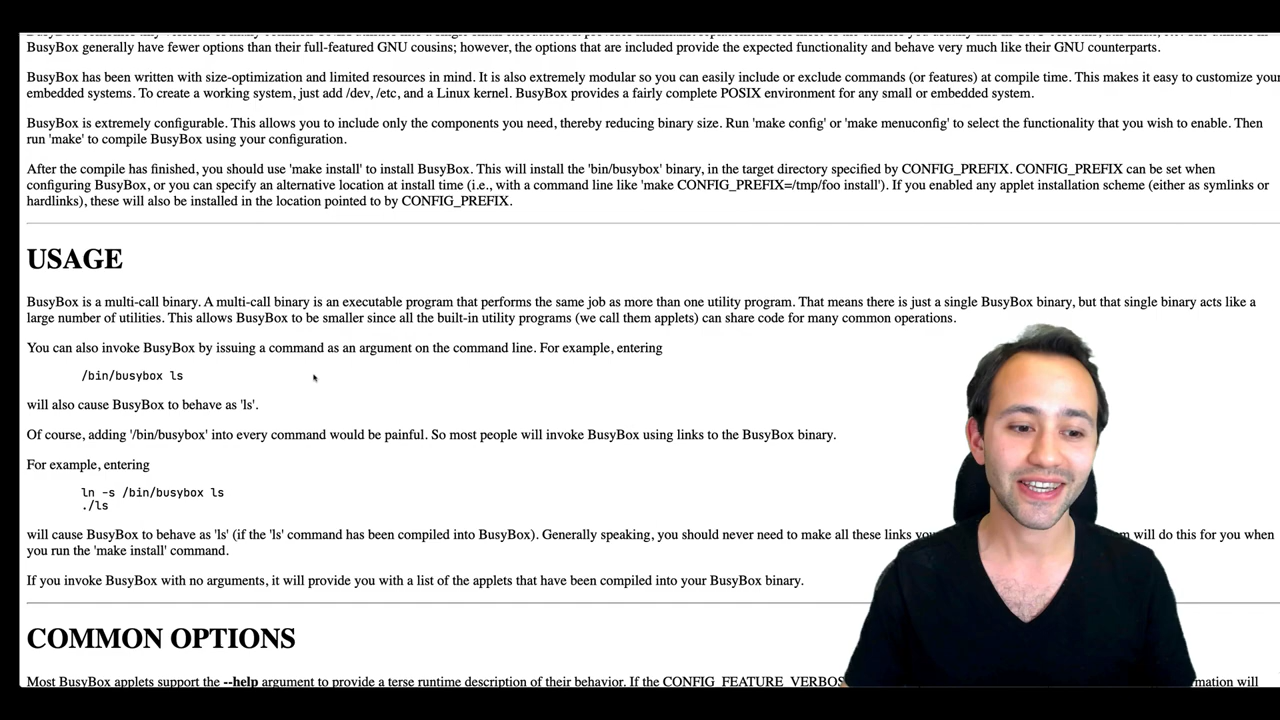 BusyBox generally have fewer options than their full-featured GNU cousins; however, the options that are included provide the expected functionality and behave very much like their GNU counterparts.
BusyBox has been written with size-optimization and limited resources in mind. It is also extremely modular so you can easily include or exclude commands (or features) at compile time. This makes it easy to customize your
embedded systems. To create a working system, just add /dev, /etc, and a Linux kernel. BusyBox provides a fairly complete POSIX environment for any small or embedded system.
BusyBox is extremely configurable. This allows you to include only the components you need, thereby reducing binary size. Run 'make config' or 'make menuconfig' to select the functionality that you wish to enable. Then
run 'make' to compile BusyBox using your configuration.
After the compile has finished, you should use 'make install' to install BusyBox. This will install the 'bin/busybox' binary, in the target directory specified by CONFIG_PREFIX. CONFIG_PREFIX can be set when
configuring BusyBox, or you can specify an alternative location at install time (i.e., with a command line like 'make CONFIG_PREFIX=/tmp/foo install'). If you enabled any applet installation scheme (either as symlinks or
hardlinks), these will also be installed in the location pointed to by CONFIG_PREFIX.
USAGE
BusyBox is a multi-call binary. A multi-call binary is an executable program that performs the same job as more than one utility program. That means there is just a single BusyBox binary, but that single binary acts like a
large number of utilities. This allows BusyBox to be smaller since all the built-in utility programs (we call them applets) can share code for many common operations.
You can also invoke BusyBox by issuing a command as an argument on the command line. For example, entering
/bin/busybox ls
will also cause BusyBox to behave as 'ls'.
Of course, adding '/bin/busybox' into every command would be painful. So most people will invoke BusyBox using links to the BusyBox binary.
For example, entering
ln -s /bin/busybox ls
./ls
will cause BusyBox to behave as 'ls' (if the 'ls' command has been compiled into BusyBox). Generally speaking, you should never need to make all these links will do this for you when
you run the 'make install' command.
If you invoke BusyBox with no arguments, it will provide you with a list of the applets that have been compiled into your BusyBox binary.
COMMON OPTIONS
Most BusyBox applets support the --help argument to provide a terse runtime description of their behavior. If the CONFIG_FEATURE_VERBOS will